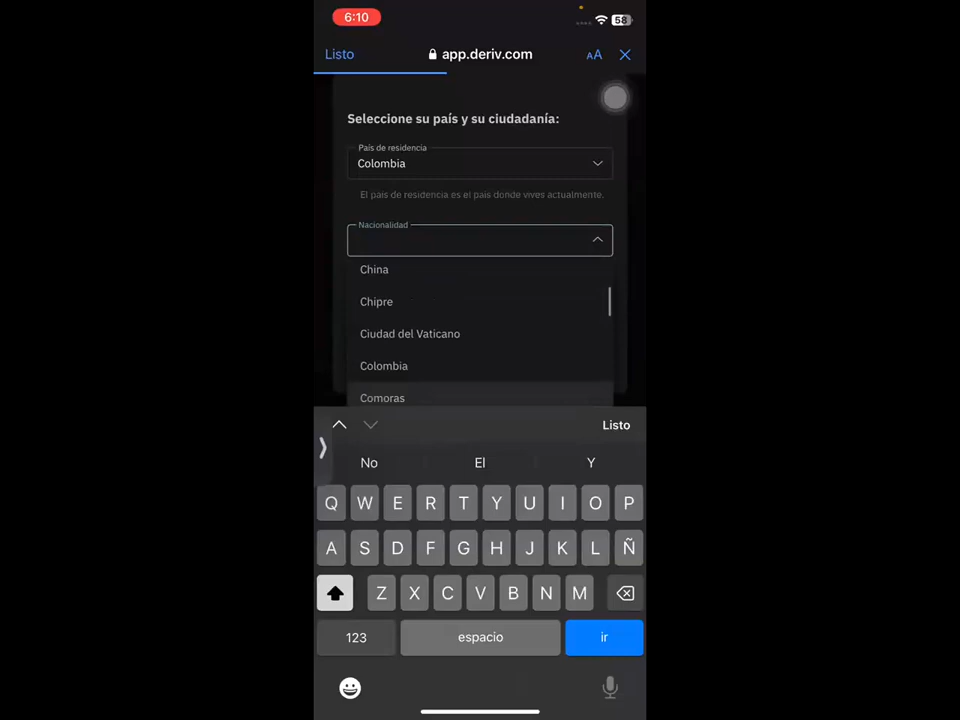 6:10
58
Listo
app.deriv.com
AA
Seleccione su país y su ciudadanía:
País de residencia
Colombia
El país de residencia es el país donde vives actualmente.
Nacionalidad
China
Chipre
Ciudad del Vaticano
Colombia
Comoras
Listo
No El Y
Q W E R T Y U I O P
A S D F G H J K L Ñ
Z X C V B N M
123 espacio ir